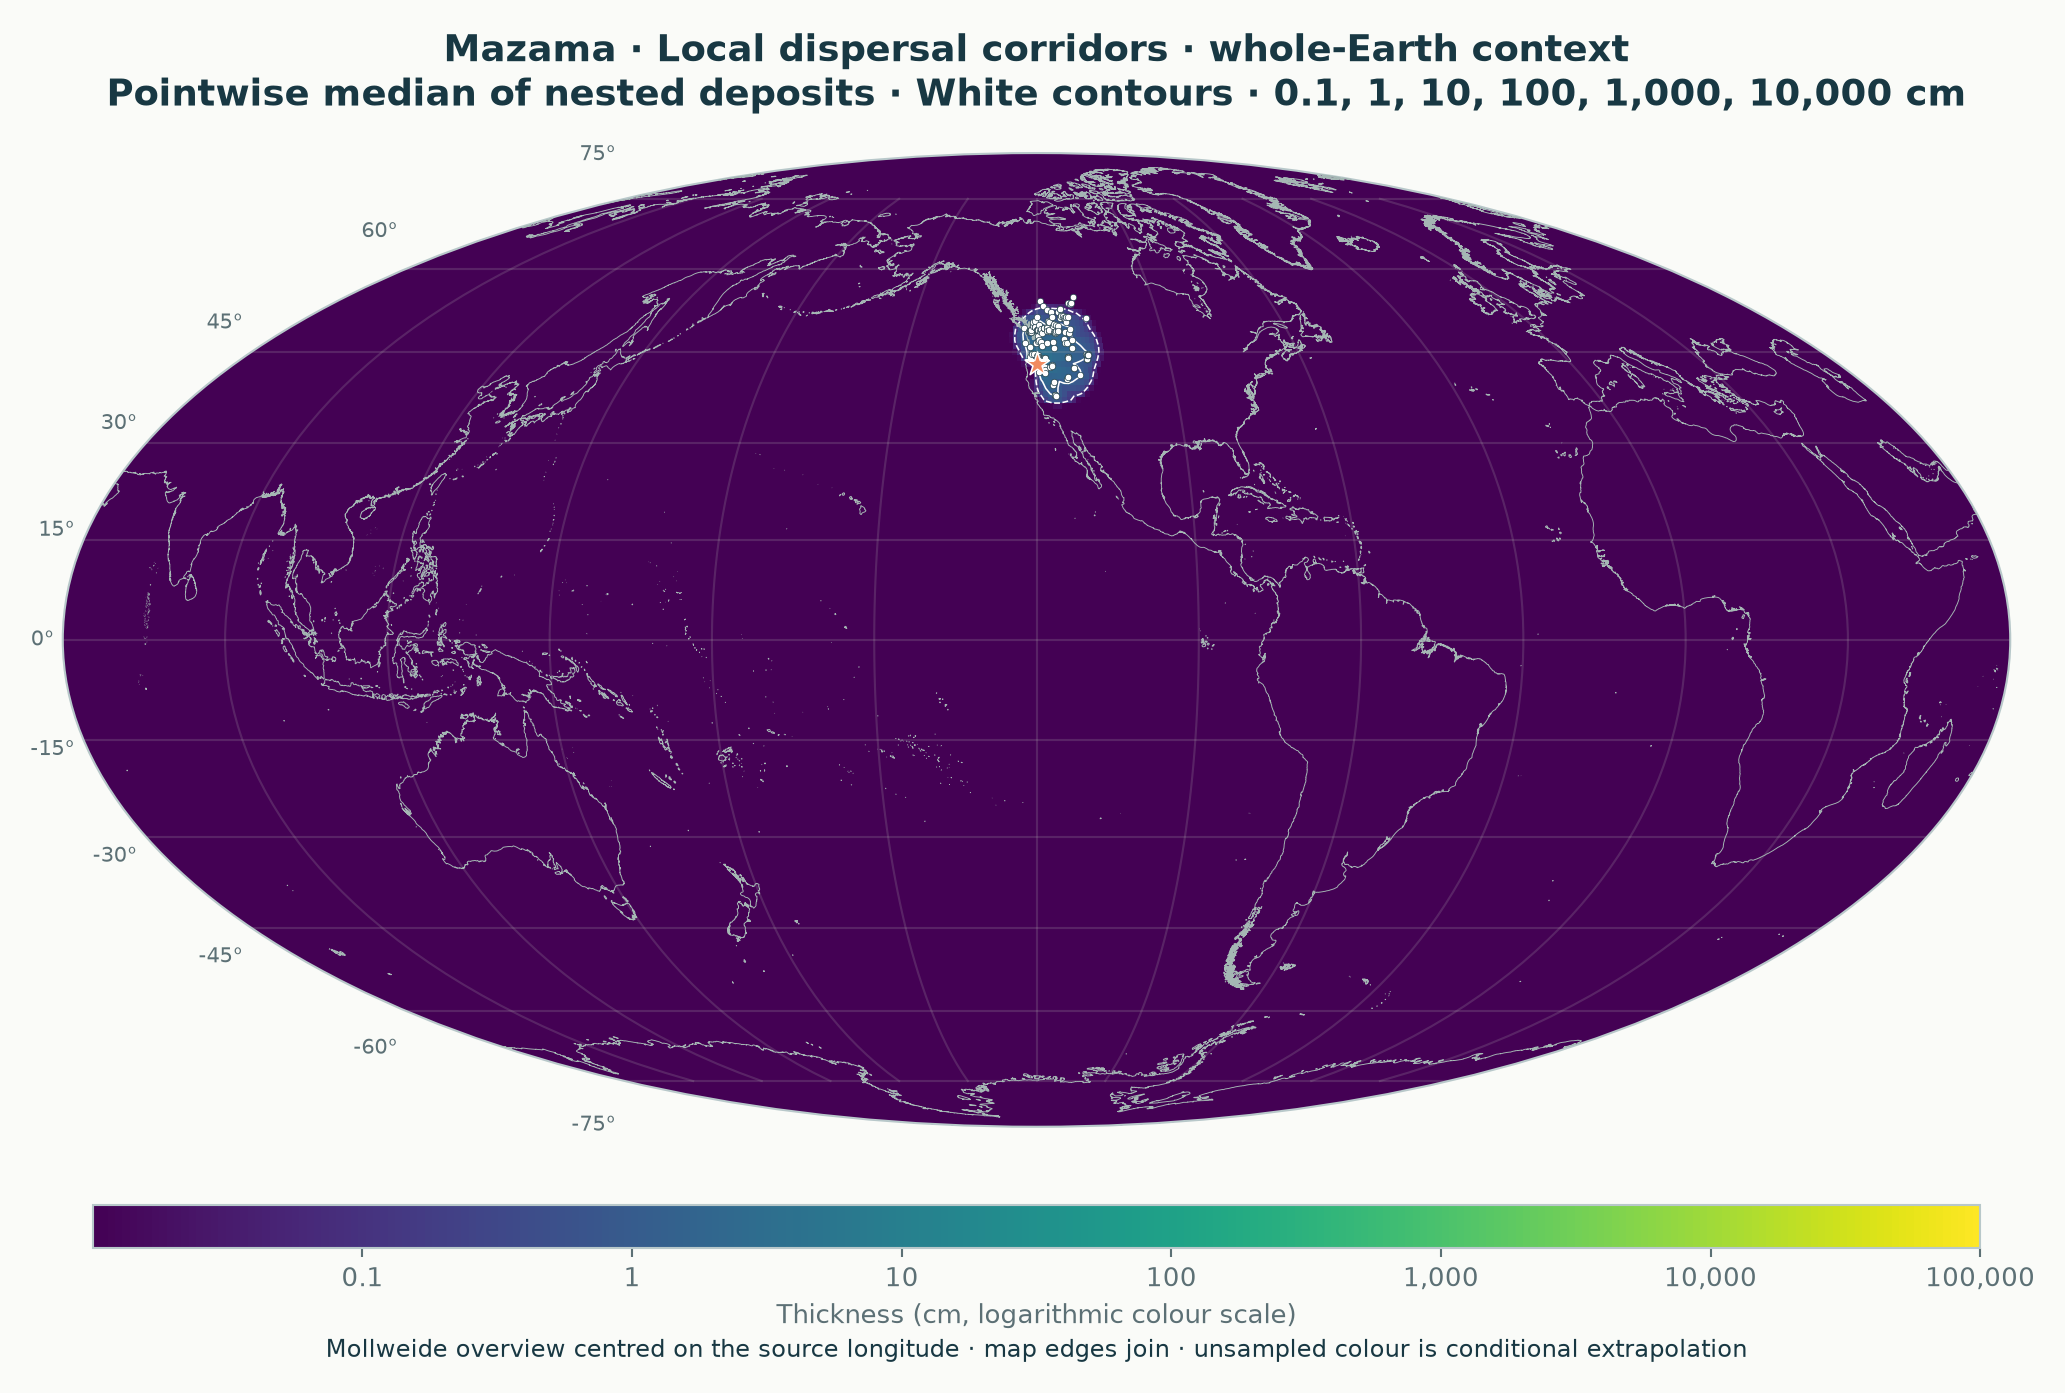 Mazama · Local dispersal corridors · whole-Earth context
Pointwise median of nested deposits · White contours · 0.1, 1, 10, 100, 1,000, 10,000 cm
75°
60°
45°
30°
15°
0°
-15°
-30°
-45°
-60°
-75°
0.1 1 10 100 1,000 10,000 100,000
Thickness (cm, logarithmic colour scale)
Mollweide overview centred on the source longitude · map edges join · unsampled colour is conditional extrapolation